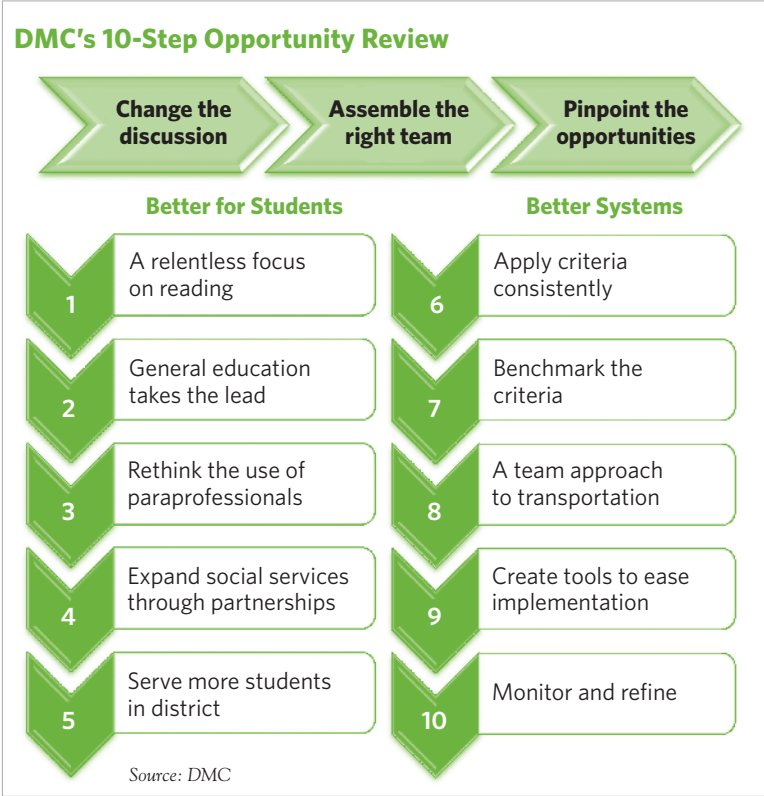 DMC's 10-Step Opportunity Review
Change the
discussion
Assemble the
right team
Pinpoint the
opportunities
Better for Students
1
A relentless focus
on reading
2
General education
takes the lead
3
Rethink the use of
paraprofessionals
4
Expand social services
through partnerships
5
Serve more students
in district
Better Systems
6
Apply criteria
consistently
7
Benchmark the
criteria
8
A team approach
to transportation
9
Create tools to ease
implementation
10
Monitor and refine
Source: DMC